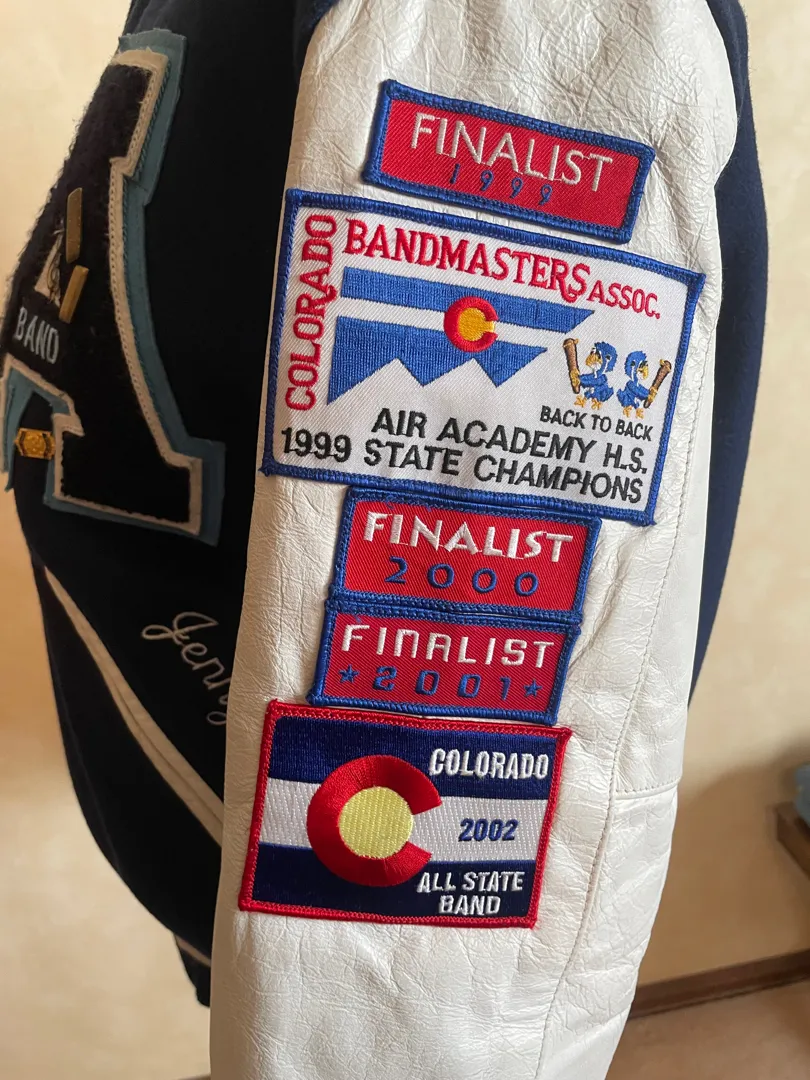 FINALIST
1999
COLORADO
BANDMASTERS ASSOC.
BACK TO BACK
AIR ACADEMY H.S.
1999 STATE CHAMPIONS
FINALIST
2000
FINALIST
★2001★
COLORADO
2002
ALL STATE
BAND
A
BAND